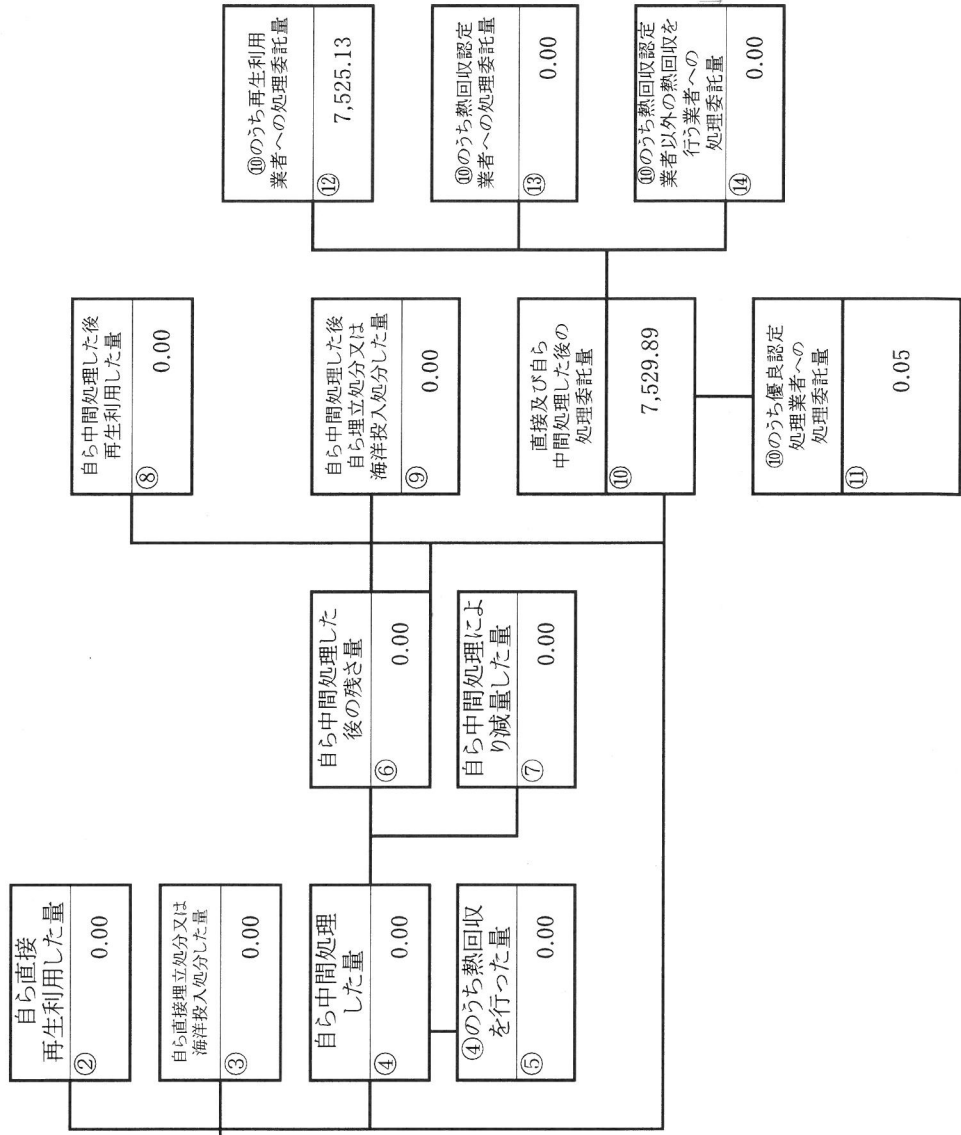 自ら直接
再生利用した量
②
0.00
自ら直接埋立処分又は
海洋投入処分した量
③
0.00
自ら中間処理
した量
④
0.00
④のうち熱回収
を行った量
⑤
0.00
自ら中間処理した
後の残さ量
⑥
0.00
自ら中間処理によ
り減量した量
⑦
0.00
自ら中間処理した後
再生利用した量
⑧
0.00
自ら中間処理した後
自ら埋立処分又は
海洋投入処分した量
⑨
0.00
直接及び自ら
中間処理した後の
処理委託量
⑩
7,529.89
⑩のうち優良認定
処理業者への
処理委託量
⑪
0.05
⑩のうち再生利用
業者への処理委託量
⑫
7,525.13
⑩のうち熱回収認定
業者への処理委託量
⑬
0.00
⑩のうち熱回収認定
業者以外の熱回収を
行う業者への
処理委託量
⑭
0.00